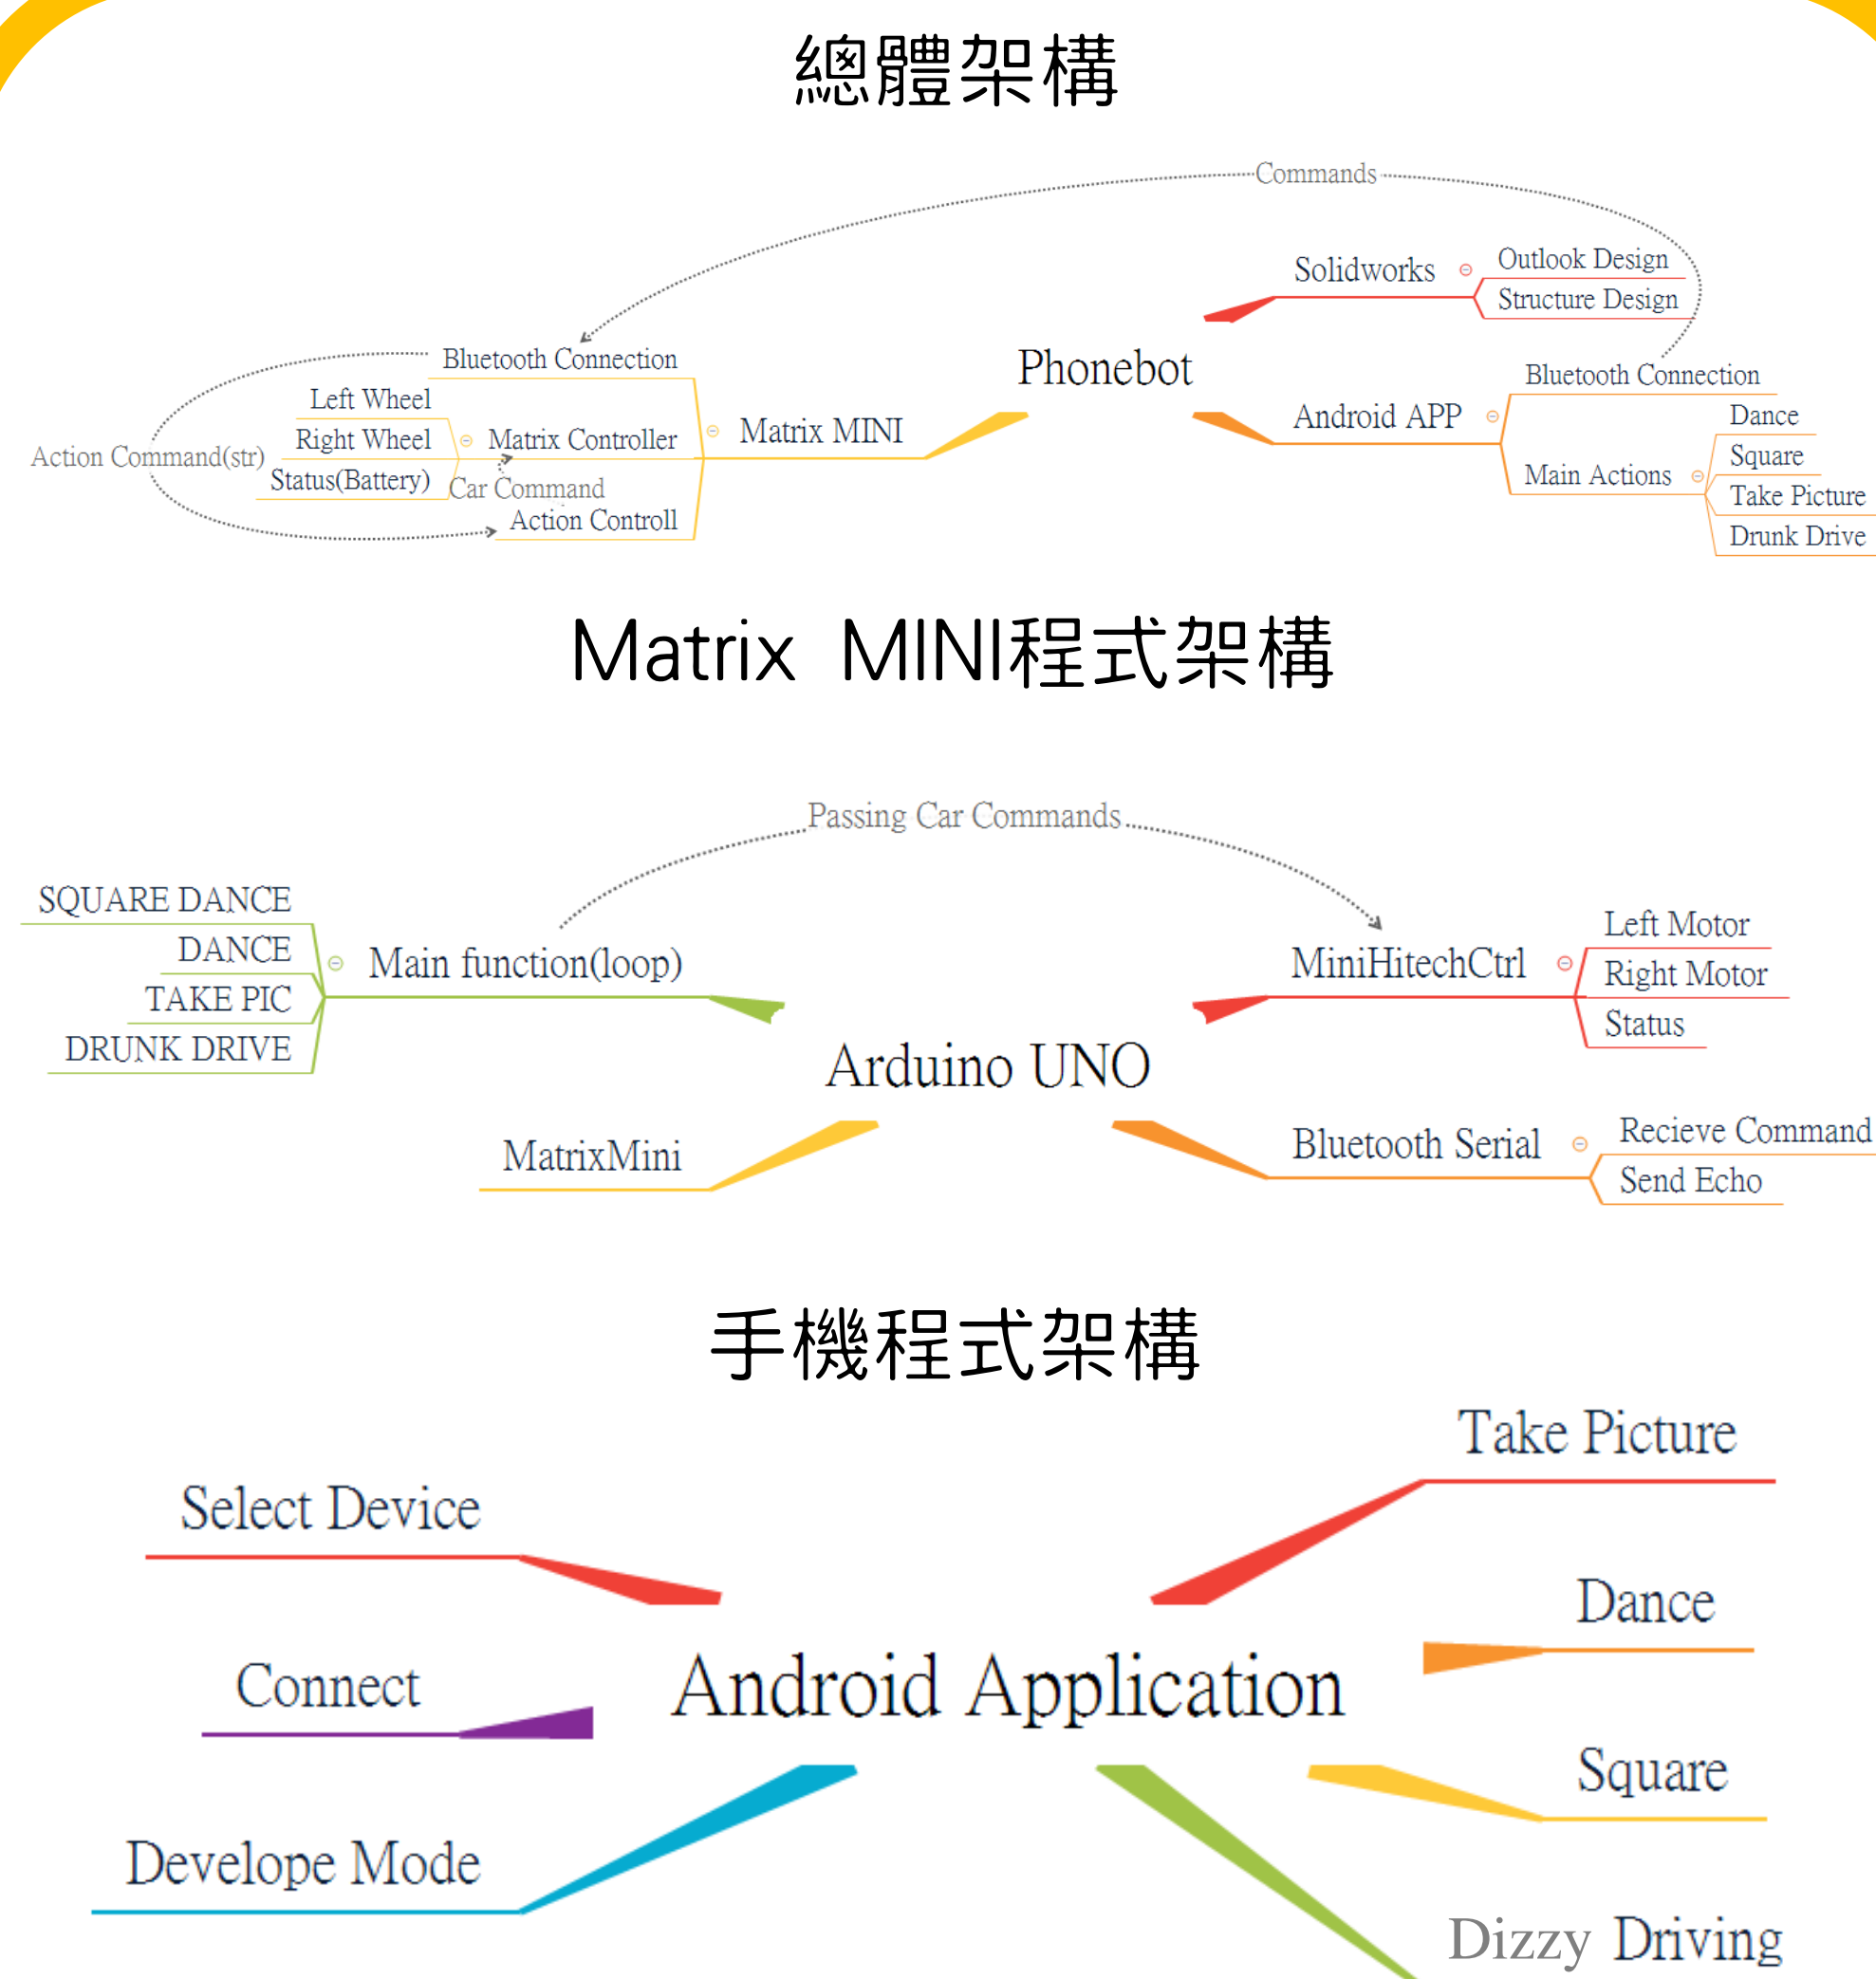 總體架構
Commands
Phonebot
Solidworks
Outlook Design
Structure Design
Android APP
Bluetooth Connection
Main Actions
Dance
Square
Take Picture
Drunk Drive
Matrix MINI
Bluetooth Connection
Matrix Controller
Left Wheel
Right Wheel
Status(Battery)
Action Command(str)
Car Command
Action Controll
Matrix MINI程式架構
Passing Car Commands
Arduino UNO
Main function(loop)
SQUARE DANCE
DANCE
TAKE PIC
DRUNK DRIVE
MatrixMini
MiniHitechCtrl
Left Motor
Right Motor
Status
Bluetooth Serial
Recieve Command
Send Echo
手機程式架構
Android Application
Select Device
Connect
Develope Mode
Take Picture
Dance
Square
Dizzy Driving